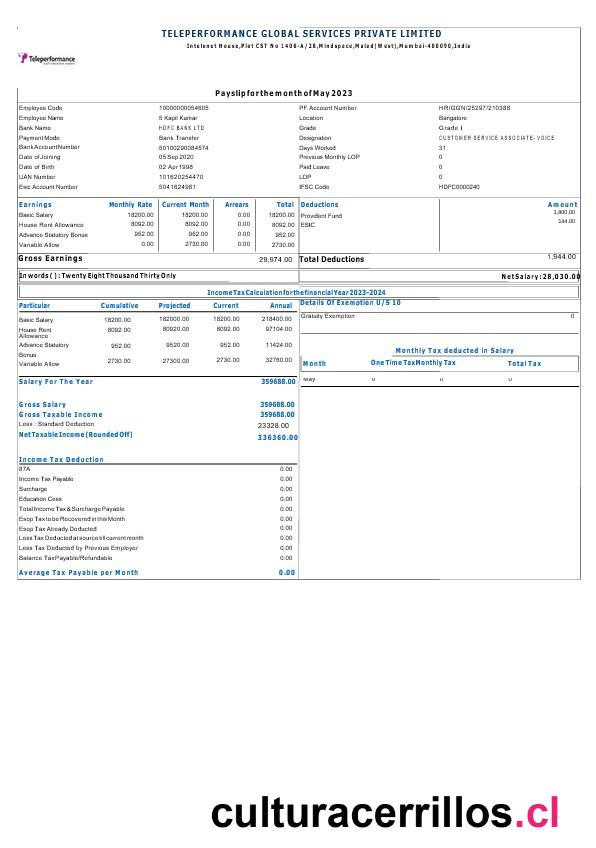 TELEPERFORMANCE GLOBAL SERVICES PRIVATE LIMITED
Intelenet House,Plot CST No 1406-A/28,Mindspace,Malad(West),Mumbai-400090,India
Teleperformance
Payslip for the month of May 2023
Employee Code 10000000054605 PF Account Number HR/GGN/25297/210388
Employee Name S Kapil Kumar Location Bangalore
Bank Name HDFC BANK LTD Grade Grade I
Payment Mode Bank Transfer Designation CUSTOMER SERVICE ASSOCIATE-VOICE
Bank Account Number 50100290084574 Days Worked 31
Date of Joining 05 Sep 2020 Previous Monthly LOP 0
Date of Birth 02 Apr 1998 Paid Leave 0
UAN Number 101620254470 LOP 0
Esic Account Number 5041624981 IFSC Code HDFC0000240
Earnings Monthly Rate Current Month Arrears Total Deductions Amount
Basic Salary 18200.00 18200.00 0.00 18200.00 Provident Fund 1,800.00
House Rent Allowance 8092.00 8092.00 0.00 8092.00 ESIC 144.00
Advance Statutory Bonus 952.00 952.00 0.00 952.00
Variable Allow 0.00 2730.00 0.00 2730.00
Gross Earnings 29,974.00 Total Deductions 1,944.00
In words ( ) : Twenty Eight Thousand Thirty Only Net Salary : 28,030.00
Income Tax Calculation for the financial Year 2023-2024
Particular Cumulative Projected Current Annual Details Of Exemption U/S 10
Basic Salary 18200.00 182000.00 18200.00 218400.00 Gratuity Exemption 0
House Rent Allowance 8092.00 80920.00 8092.00 97104.00
Advance Statutory Bonus 952.00 9520.00 952.00 11424.00
Variable Allow 2730.00 27300.00 2730.00 32760.00
Monthly Tax deducted in Salary
Month One Time Tax Monthly Tax Total Tax
May 0 0 0
Salary For The Year 359688.00
Gross Salary 359688.00
Gross Taxable Income 359688.00
Less : Standard Deduction 23328.00
Net Taxable Income (Rounded Off) 336360.00
Income Tax Deduction
87A 0.00
Income Tax Payable 0.00
Surcharge 0.00
Education Cess 0.00
Total Income Tax & Surcharge Payable 0.00
Esop Tax to be Recovered in this Month 0.00
Esop Tax Already Deducted 0.00
Less Tax Deducted at source till current month 0.00
Less Tax Deducted by Previous Employer 0.00
Balance Tax Payable/Refundable 0.00
Average Tax Payable per Month 0.00
culturacerrillos.cl